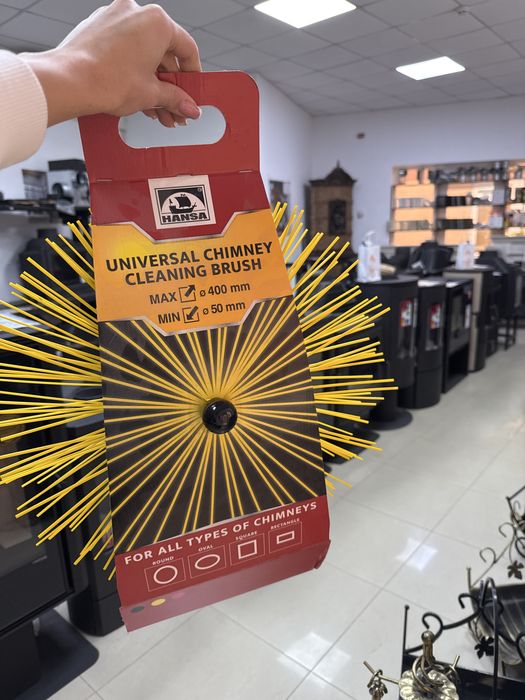 HANSA
UNIVERSAL CHIMNEY
CLEANING BRUSH
MAX ø 400 mm
MIN ø 50 mm
FOR ALL TYPES OF CHIMNEYS
ROUND OVAL SQUARE RECTANGLE